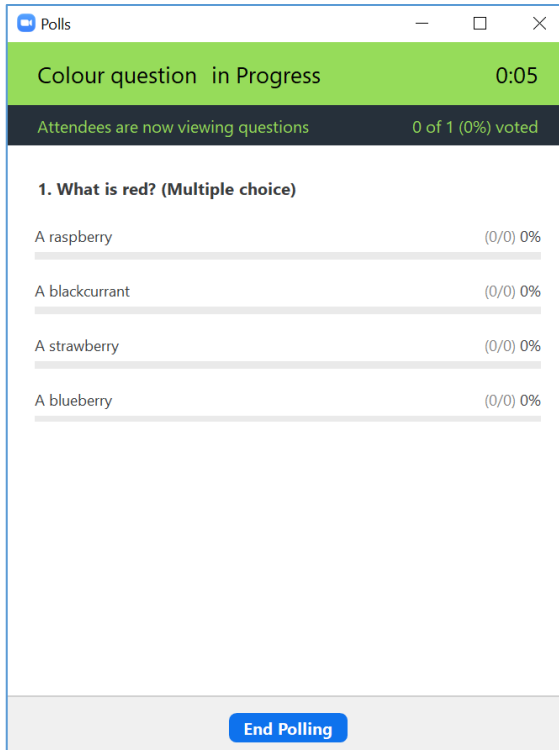 Polls
Colour question in Progress 0:05
Attendees are now viewing questions 0 of 1 (0%) voted
1. What is red? (Multiple choice)
A raspberry (0/0) 0%
A blackcurrant (0/0) 0%
A strawberry (0/0) 0%
A blueberry (0/0) 0%
End Polling